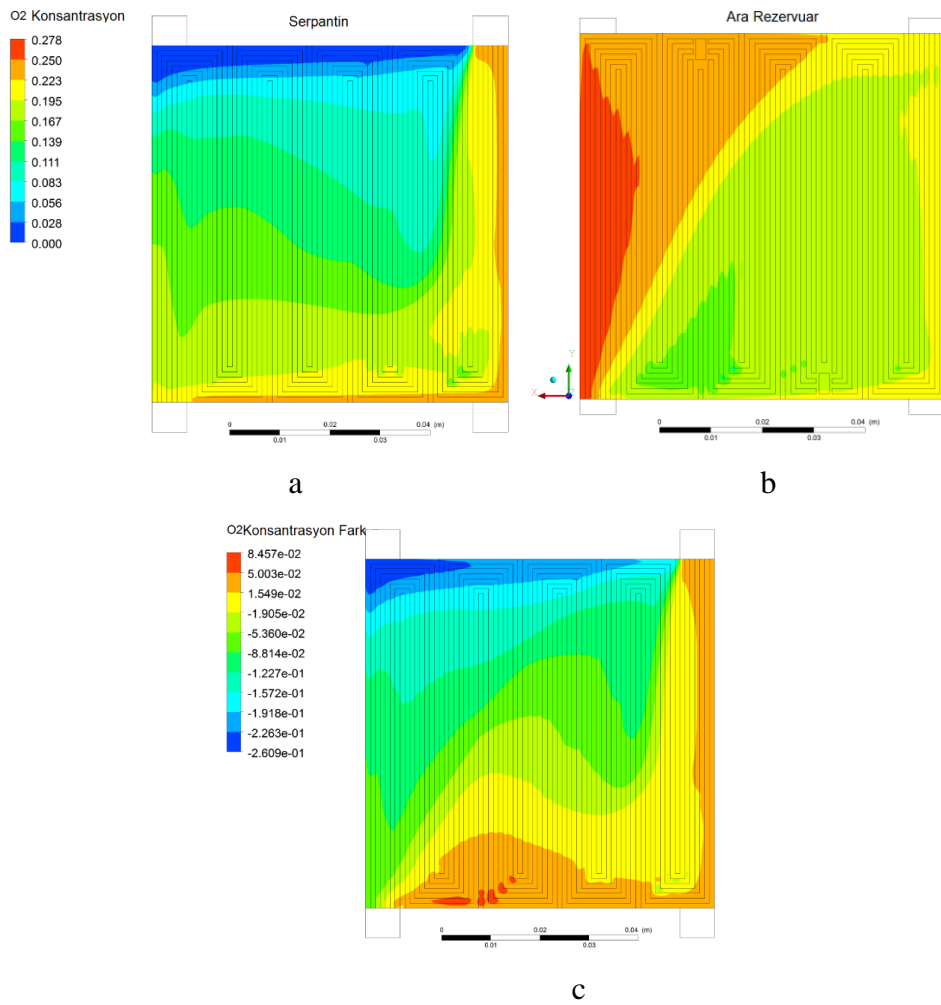 O2 Konsantrasyon
0.278
0.250
0.223
0.195
0.167
0.139
0.111
0.083
0.056
0.028
0.000
Serpantin
0 0.02 0.04 (m)
0.01 0.03
a
Ara Rezervuar
Y
X
0 0.02 0.04 (m)
0.01 0.03
b
O2Konsantrasyon Fark
8.457e-02
5.003e-02
1.549e-02
-1.905e-02
-5.360e-02
-8.814e-02
-1.227e-01
-1.572e-01
-1.918e-01
-2.263e-01
-2.609e-01
0 0.02 0.04 (m)
0.01 0.03
c